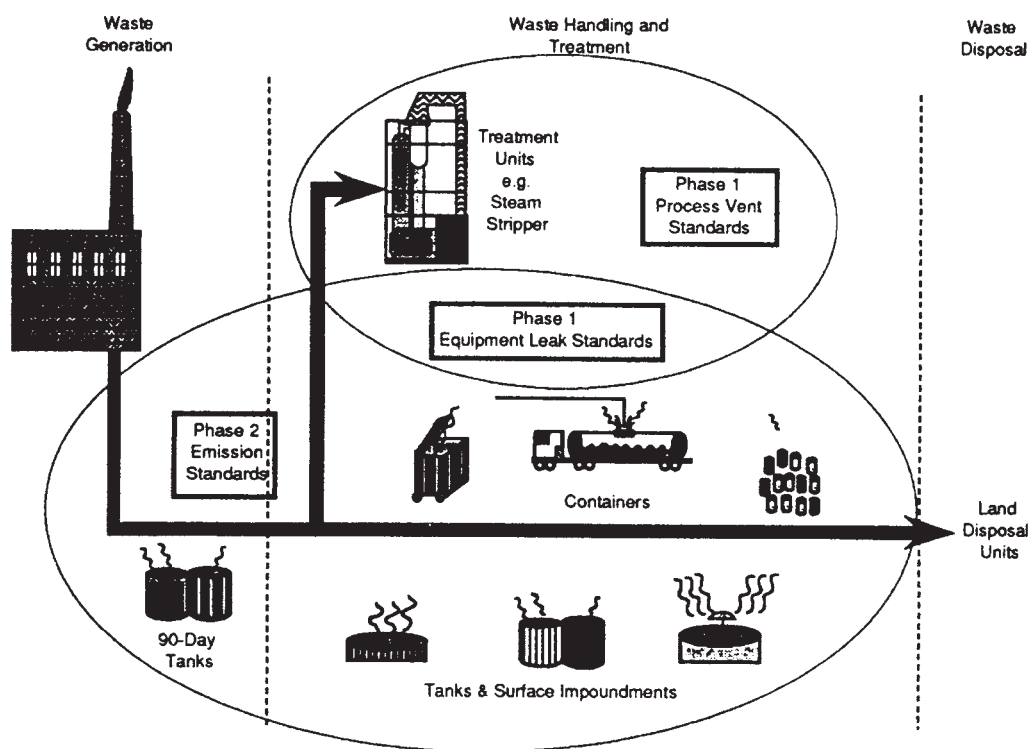 Waste
Generation
Waste Handling and
Treatment
Waste
Disposal
Treatment
Units
e.g.
Steam
Stripper
Phase 1
Process Vent
Standards
Phase 1
Equipment Leak Standards
Phase 2
Emission
Standards
Containers
Land
Disposal
Units
90-Day
Tanks
Tanks & Surface Impoundments